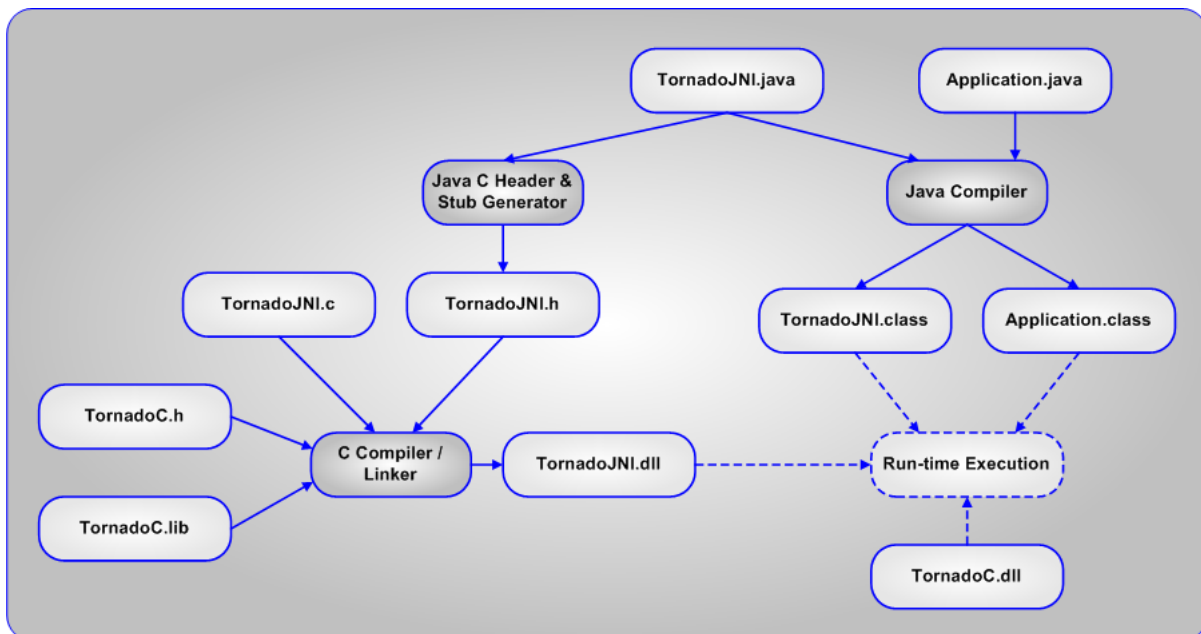 TornadoJNI.java
Application.java
Java C Header &
Stub Generator
Java Compiler
TornadoJNI.c
TornadoJNI.h
TornadoJNI.class
Application.class
TornadoC.h
C Compiler /
Linker
TornadoJNI.dll
Run-time Execution
TornadoC.lib
TornadoC.dll